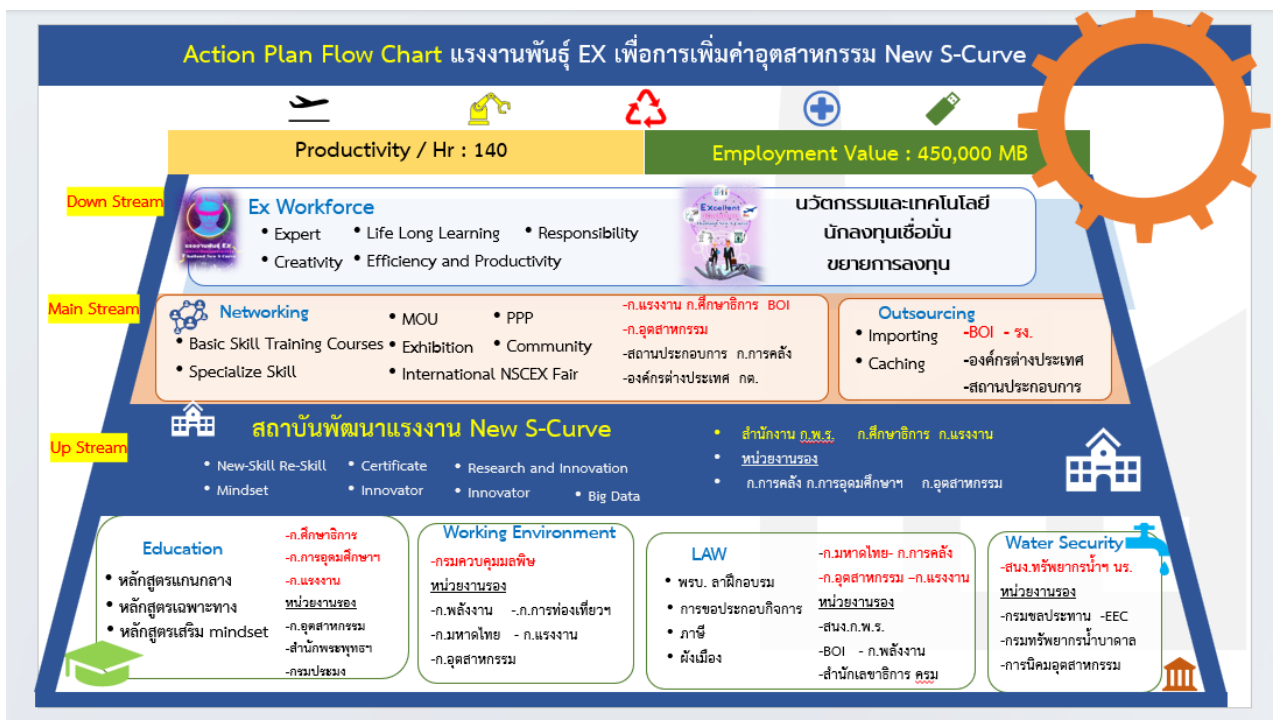 Action Plan Flow Chart แรงงานพันธุ์ EX เพื่อการเพิ่มค่าอุตสาหกรรม New S-Curve
Productivity / Hr : 140
Employment Value : 450,000 MB
Down Stream
Ex Workforce
• Expert • Life Long Learning • Responsibility
• Creativity • Efficiency and Productivity
EXcellent
นวัตกรรมและเทคโนโลยี
นักลงทุนเชื่อมั่น
ขยายการลงทุน
Main Stream
Networking
• Basic Skill Training Courses
• Specialize Skill
• MOU • PPP
• Exhibition • Community
• International NSCEX Fair
-ก.แรงงาน ก.ศึกษาธิการ BOI
-ก.อุตสาหกรรม
-สถานประกอบการ ก.การคลัง
-องค์กรต่างประเทศ กต.
Outsourcing
• Importing
• Caching
-BOI - รง.
-องค์กรต่างประเทศ
-สถานประกอบการ
Up Stream
สถาบันพัฒนาแรงงาน New S-Curve
• New-Skill Re-Skill • Certificate • Research and Innovation
• Mindset • Innovator • Innovator • Big Data
• สำนักงาน ก.พ.ร. ก.ศึกษาธิการ ก.แรงงาน
• หน่วยงานรอง
• ก.การคลัง ก.การอุดมศึกษาฯ ก.อุตสาหกรรม
Education
• หลักสูตรแกนกลาง
• หลักสูตรเฉพาะทาง
• หลักสูตรเสริม mindset
-ก.ศึกษาธิการ
-ก.การอุดมศึกษาฯ
-ก.แรงงาน
หน่วยงานรอง
-ก.อุตสาหกรรม
-สำนักพระพุทธฯ
-กรมประมง
Working Environment
-กรมควบคุมมลพิษ
หน่วยงานรอง
-ก.พลังงาน -.ก.การท่องเที่ยวฯ
-ก.มหาดไทย - ก.แรงงาน
-ก.อุตสาหกรรม
LAW
• พรบ. ลาฝึกอบรม
• การขอประกอบกิจการ
• ภาษี
• ผังเมือง
-ก.มหาดไทย- ก.การคลัง
-ก.อุตสาหกรรม –ก.แรงงาน
หน่วยงานรอง
-สนง.ก.พ.ร.
-BOI - ก.พลังงาน
-สำนักเลขาธิการ ครม
Water Security
-สนง.ทรัพยากรน้ำฯ นร.
หน่วยงานรอง
-กรมชลประทาน -EEC
-กรมทรัพยากรน้ำบาดาล
-การนิคมอุตสาหกรรม